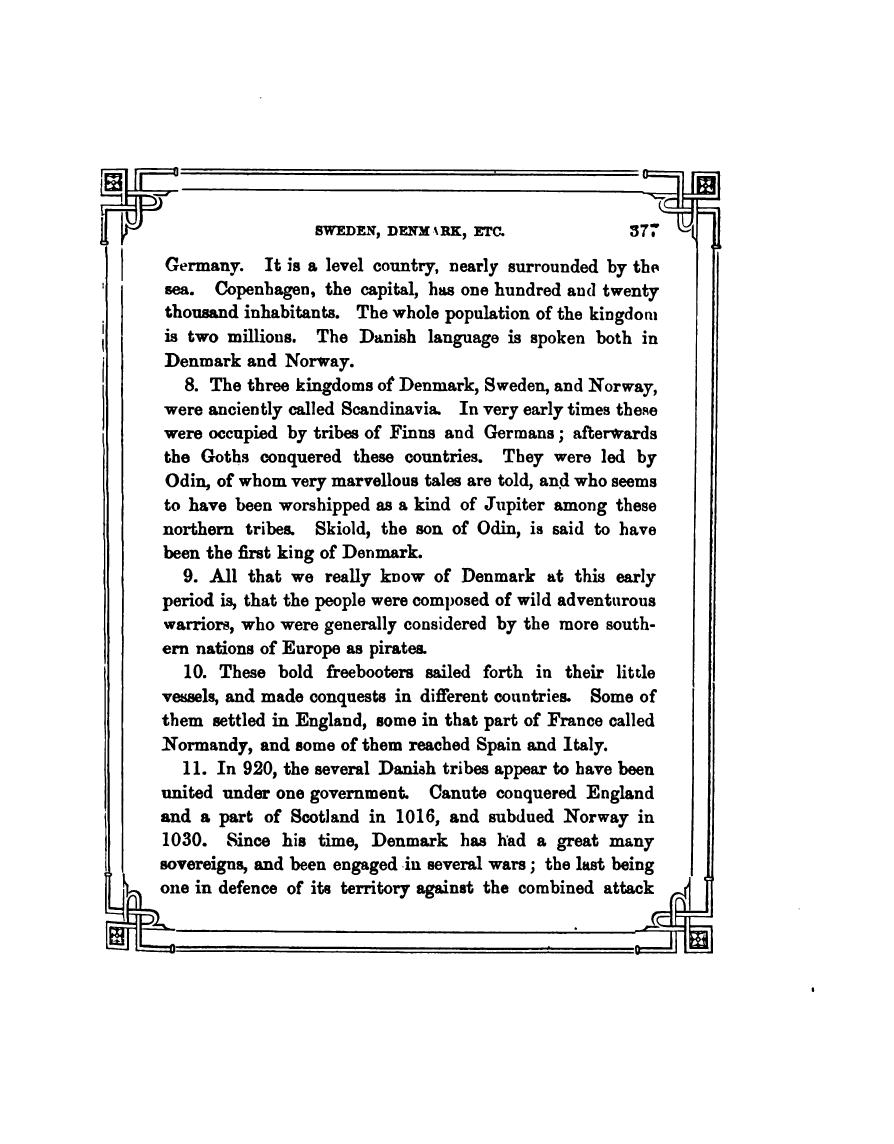 SWEDEN, DENMARK, ETC. 377
Germany. It is a level country, nearly surrounded by the
sea. Copenhagen, the capital, has one hundred and twenty
thousand inhabitants. The whole population of the kingdom
is two millions. The Danish language is spoken both in
Denmark and Norway.
8. The three kingdoms of Denmark, Sweden, and Norway,
were anciently called Scandinavia. In very early times these
were occupied by tribes of Finns and Germans; afterwards
the Goths conquered these countries. They were led by
Odin, of whom very marvellous tales are told, and who seems
to have been worshipped as a kind of Jupiter among these
northern tribes. Skiold, the son of Odin, is said to have
been the first king of Denmark.
9. All that we really know of Denmark at this early
period is, that the people were composed of wild adventurous
warriors, who were generally considered by the more south-
ern nations of Europe as pirates.
10. These bold freebooters sailed forth in their little
vessels, and made conquests in different countries. Some of
them settled in England, some in that part of France called
Normandy, and some of them reached Spain and Italy.
11. In 920, the several Danish tribes appear to have been
united under one government. Canute conquered England
and a part of Scotland in 1016, and subdued Norway in
1030. Since his time, Denmark has had a great many
sovereigns, and been engaged in several wars; the last being
one in defence of its territory against the combined attack